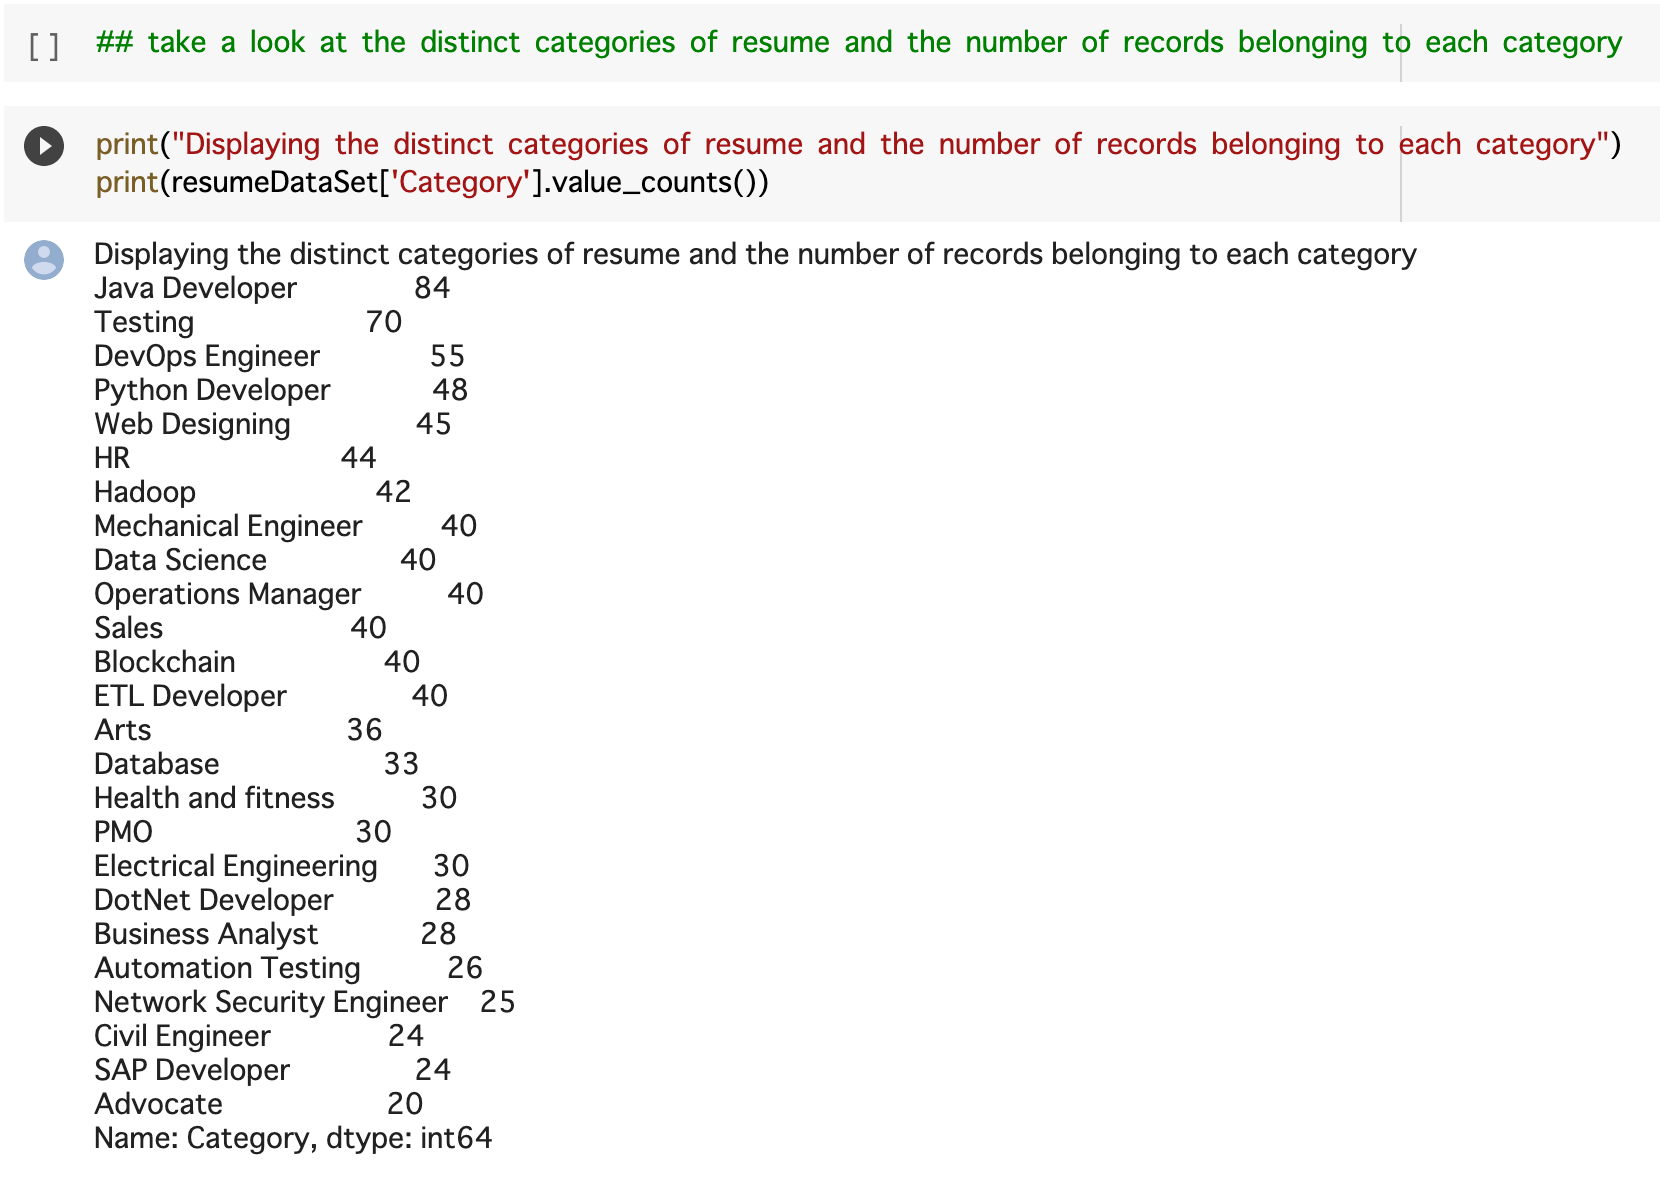 [ ] ## take a look at the distinct categories of resume and the number of records belonging to each category
print("Displaying the distinct categories of resume and the number of records belonging to each category")
print(resumeDataSet['Category'].value_counts())
Displaying the distinct categories of resume and the number of records belonging to each category
Java Developer 84
Testing 70
DevOps Engineer 55
Python Developer 48
Web Designing 45
HR 44
Hadoop 42
Mechanical Engineer 40
Data Science 40
Operations Manager 40
Sales 40
Blockchain 40
ETL Developer 40
Arts 36
Database 33
Health and fitness 30
PMO 30
Electrical Engineering 30
DotNet Developer 28
Business Analyst 28
Automation Testing 26
Network Security Engineer 25
Civil Engineer 24
SAP Developer 24
Advocate 20
Name: Category, dtype: int64